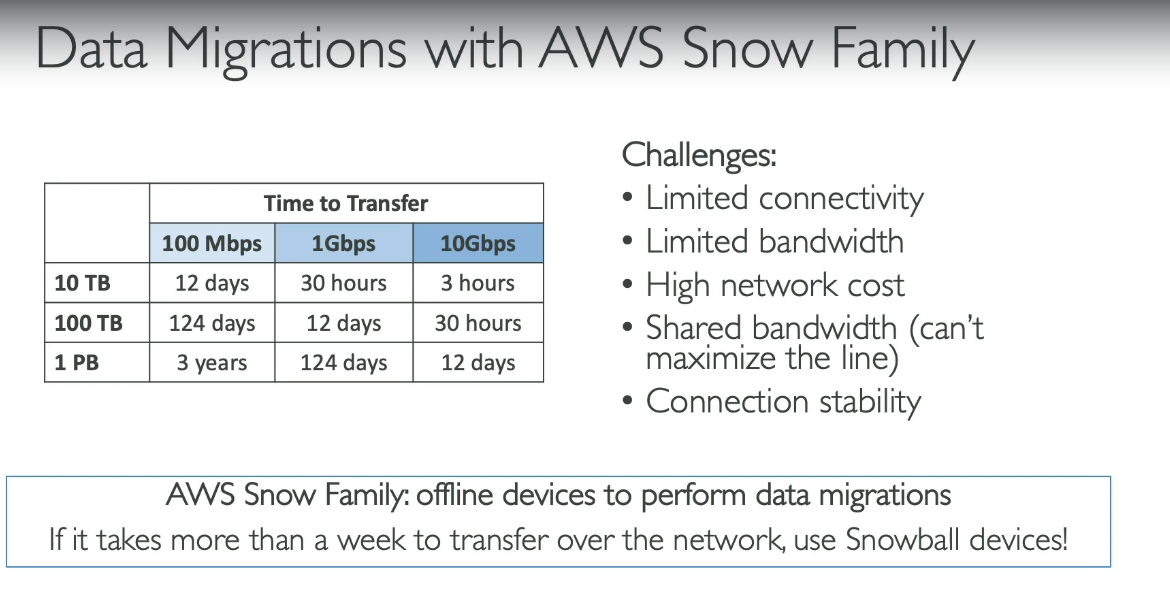 Data Migrations with AWS Snow Family
Time to Transfer
100 Mbps 1Gbps 10Gbps
10 TB 12 days 30 hours 3 hours
100 TB 124 days 12 days 30 hours
1 PB 3 years 124 days 12 days
Challenges:
• Limited connectivity
• Limited bandwidth
• High network cost
• Shared bandwidth (can’t
maximize the line)
• Connection stability
AWS Snow Family: offline devices to perform data migrations
If it takes more than a week to transfer over the network, use Snowball devices!